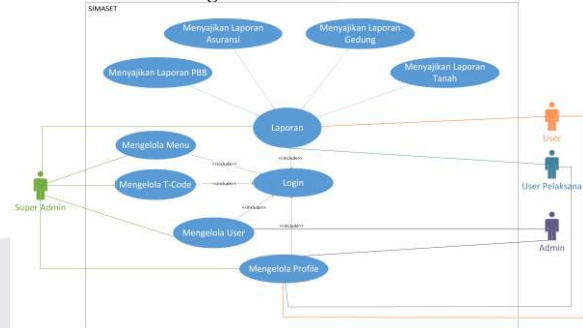 SIMASET
Menyajikan Laporan
Asuransi
Menyajikan Laporan
Gedung
Menyajikan Laporan PBB
Menyajikan Laporan
Tanah
Laporan
User
Mengelola Menu
<<include>>
<<include>>
Mengelola T-Code
<<include>>
Login
User Pelaksana
Super Admin
<<include>>
Mengelola User
<<include>>
Admin
Mengelola Profile